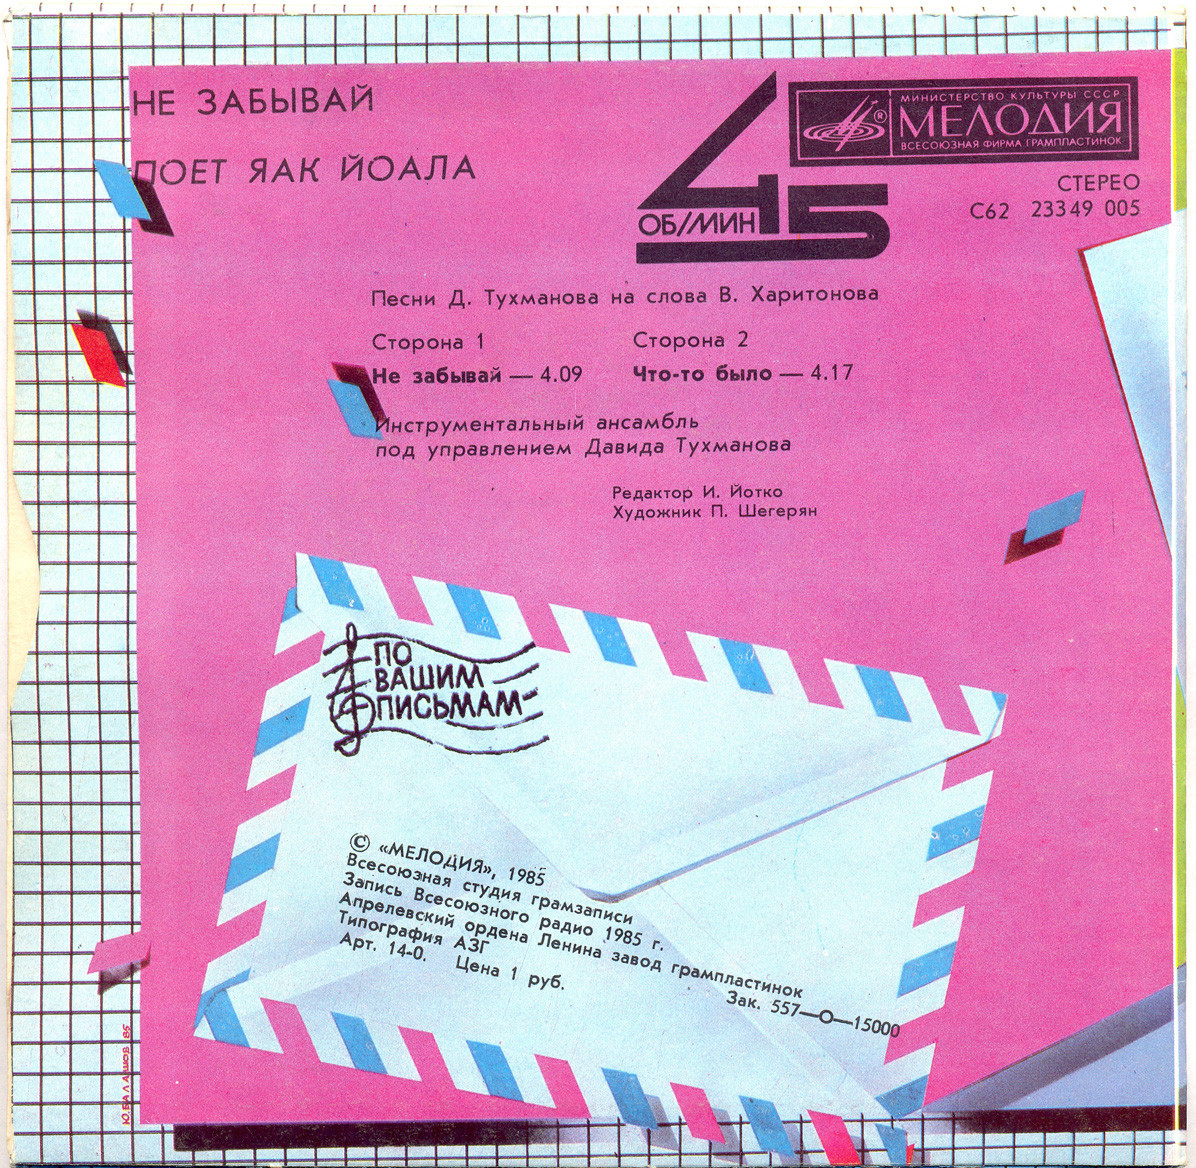 НЕ ЗАБЫВАЙ
ПОЕТ ЯАК ЙОАЛА
45
ОБ/МИН
МИНИСТЕРСТВО КУЛЬТУРЫ СССР
®
МЕЛОДИЯ
ВСЕСОЮЗНАЯ ФИРМА ГРАМПЛАСТИНОК
СТЕРЕО
С62 23349 005
Песни Д. Тухманова на слова В. Харитонова
Сторона 1
Не забывай — 4.09
Сторона 2
Что-то было — 4.17
Инструментальный ансамбль
под управлением Давида Тухманова
Редактор И. Йотко
Художник П. Шегерян
ПО
ВАШИМ
ПИСЬМАМ
© «МЕЛОДИЯ», 1985
Всесоюзная студия грамзаписи
Запись Всесоюзного радио 1985 г.
Апрелевский ордена Ленина завод грампластинок
Типография АЗГ
Арт. 14-0. Цена 1 руб.
Зак. 557—О—15000
Ю.БАЛАШОВ 85